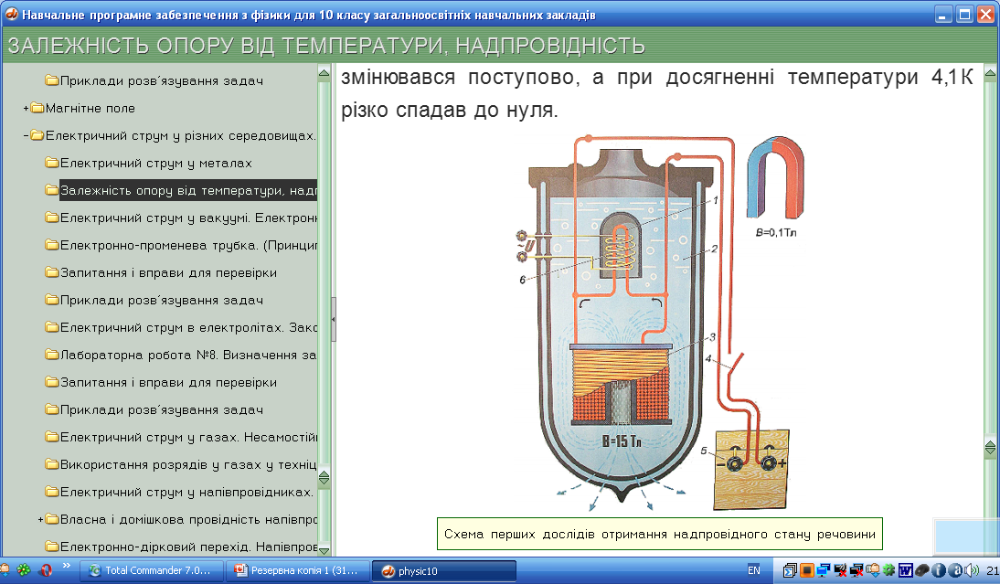 Навчальне програмне забезпечення з фізики для 10 класу загальноосвітніх навчальних закладів
ЗАЛЕЖНІСТЬ ОПОРУ ВІД ТЕМПЕРАТУРИ, НАДПРОВІДНІСТЬ
Приклади розв´язування задач
Магнітне поле
Електричний струм у різних середовищах.
Електричний струм у металах
Залежність опору від температури, надп
Електричний струм у вакуумі. Електронн
Електронно-променева трубка. (Принцип
Запитання і вправи для перевірки
Приклади розв´язування задач
Електричний струм в електролітах. Зако
Лабораторна робота №8. Визначення за
Запитання і вправи для перевірки
Приклади розв´язування задач
Електричний струм у газах. Несамостій
Використання розрядів у газах у техніц
Електричний струм у напівпровідниках.
Власна і домішкова провідність напівпро
Електронно-дірковий перехід. Напівпров
змінювався поступово, а при досягненні температури 4,1К
різко спадав до нуля.
1
2
B=0,1Тл
~U
6
3
4
B=15 Тл
5
– +
Схема перших дослідів отримання надпровідного стану речовини
Total Commander 7.0...
Резервна копія 1 (31...
physic10
EN
21